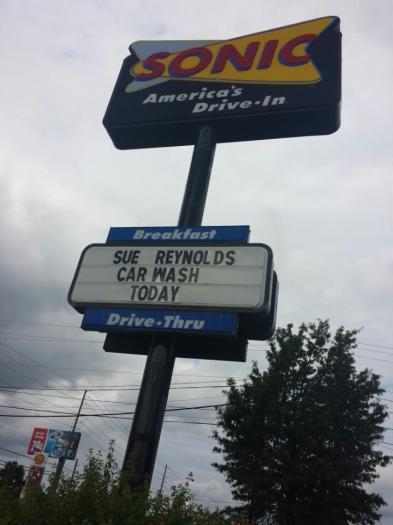 SONIC
America's
Drive-In
Breakfast
SUE REYNOLDS
CAR WASH
TODAY
Drive-Thru